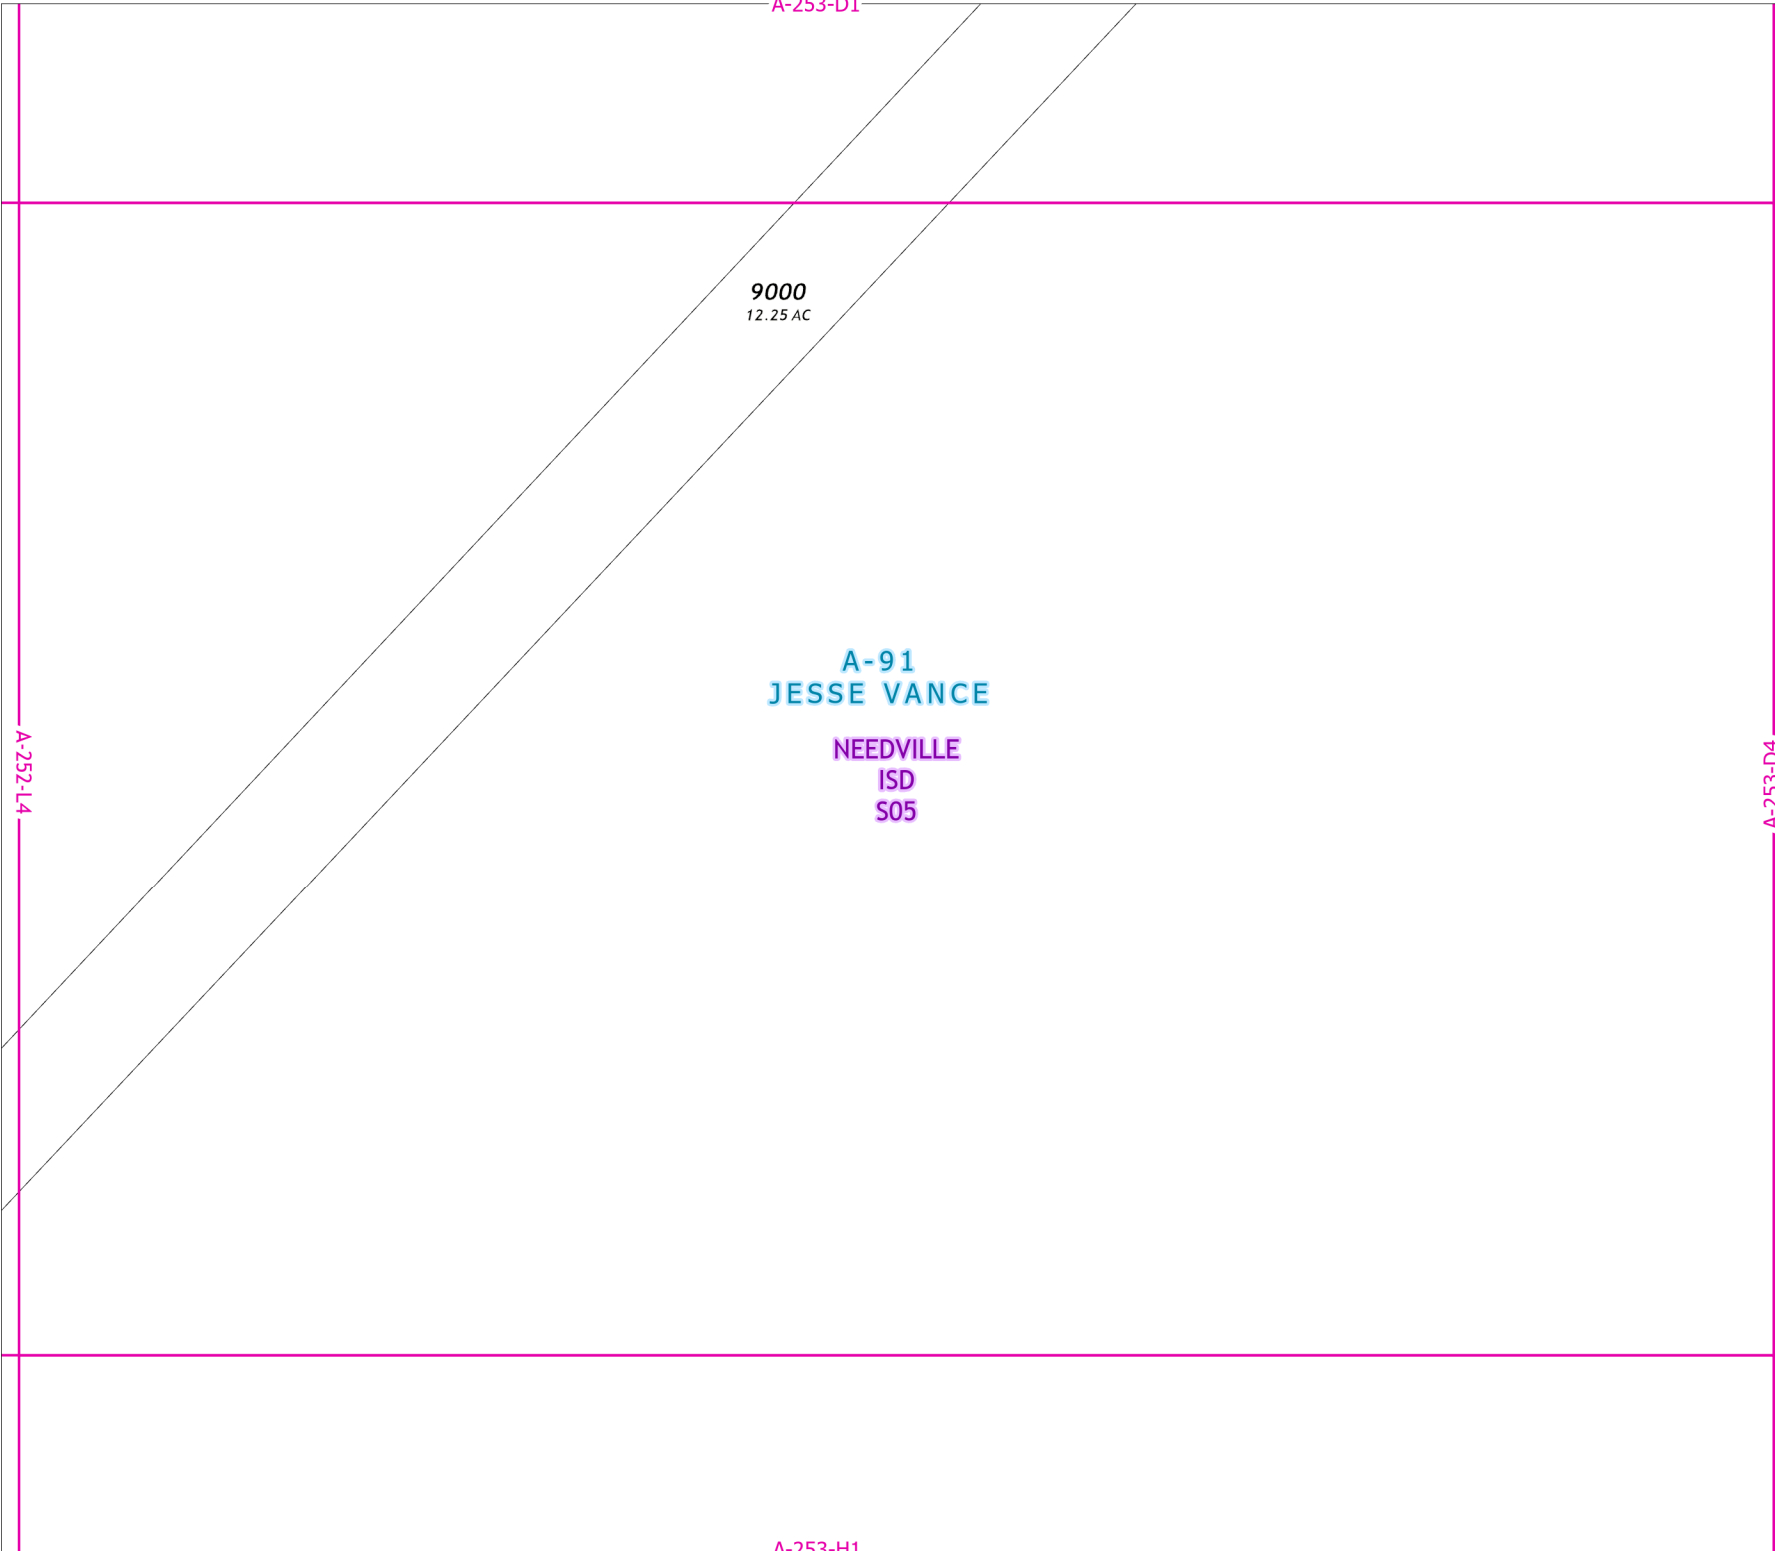 A-253-D1
9000
12.25 AC
A-91
JESSE VANCE
NEEDVILLE
ISD
S05
A-252-L4
A-253-D4
A-253-H1